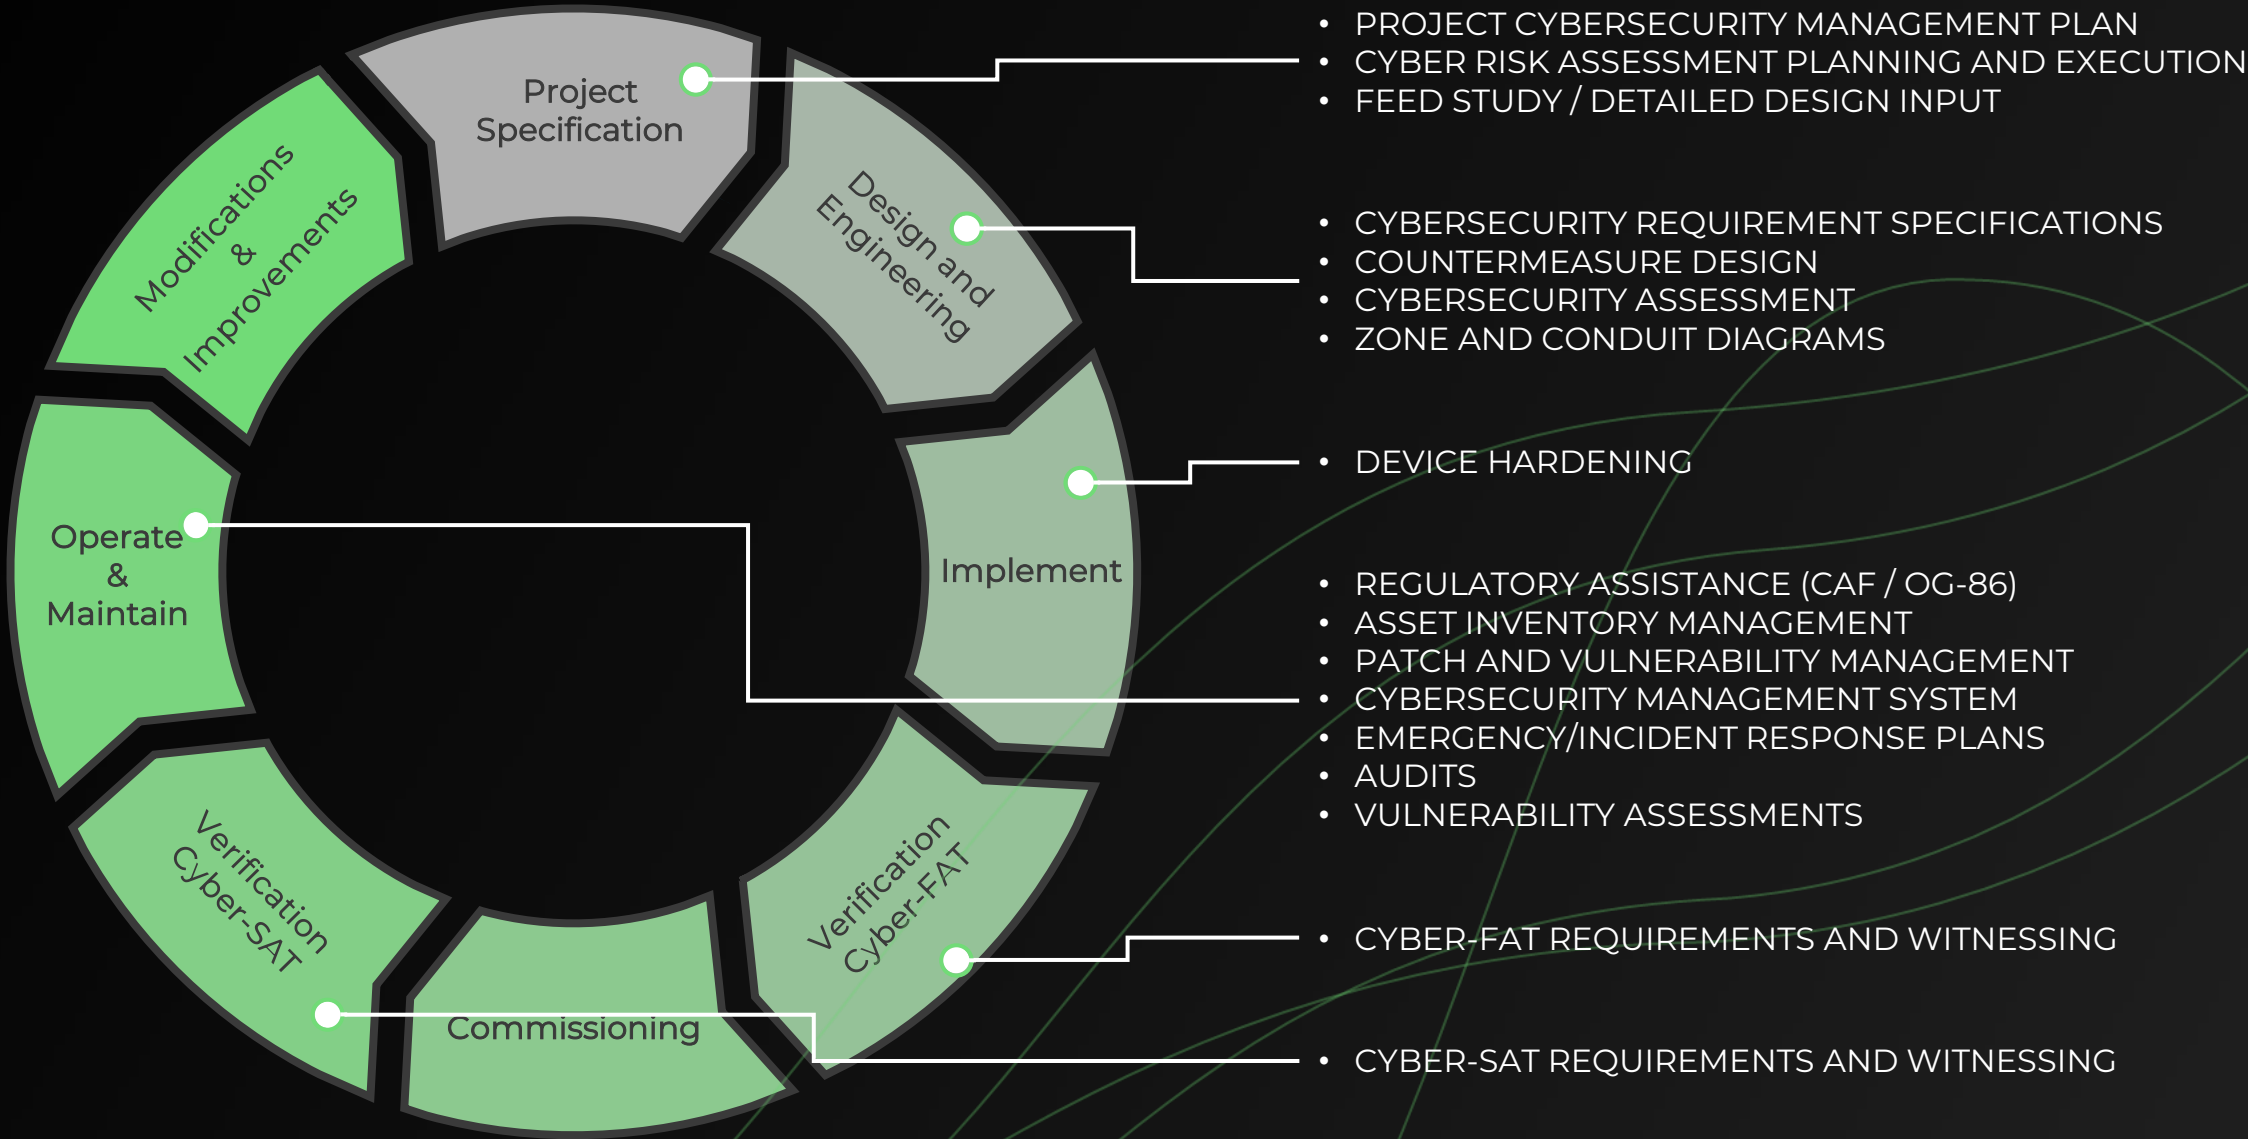 Project
Specification
Design and
Engineering
Implement
Verification
Cyber-FAT
Commissioning
Verification
Cyber-SAT
Operate
&
Maintain
Modifications
&
Improvements
• PROJECT CYBERSECURITY MANAGEMENT PLAN
• CYBER RISK ASSESSMENT PLANNING AND EXECUTION
• FEED STUDY / DETAILED DESIGN INPUT
• CYBERSECURITY REQUIREMENT SPECIFICATIONS
• COUNTERMEASURE DESIGN
• CYBERSECURITY ASSESSMENT
• ZONE AND CONDUIT DIAGRAMS
• DEVICE HARDENING
• REGULATORY ASSISTANCE (CAF / OG-86)
• ASSET INVENTORY MANAGEMENT
• PATCH AND VULNERABILITY MANAGEMENT
• CYBERSECURITY MANAGEMENT SYSTEM
• EMERGENCY/INCIDENT RESPONSE PLANS
• AUDITS
• VULNERABILITY ASSESSMENTS
• CYBER-FAT REQUIREMENTS AND WITNESSING
• CYBER-SAT REQUIREMENTS AND WITNESSING